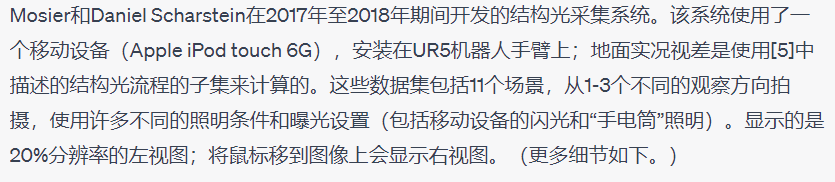 Mosier和Daniel Scharstein在2017年至2018年期间开发的结构光采集系统。该系统使用了一
个移动设备（Apple iPod touch 6G），安装在UR5机器人手臂上；地面实况视差是使用[5]中
描述的结构光流程的子集来计算的。这些数据集包括11个场景，从1-3个不同的观察方向拍
摄，使用许多不同的照明条件和曝光设置（包括移动设备的闪光和“手电筒”照明）。显示的是
20%分辨率的左视图；将鼠标移到图像上会显示右视图。（更多细节如下。）